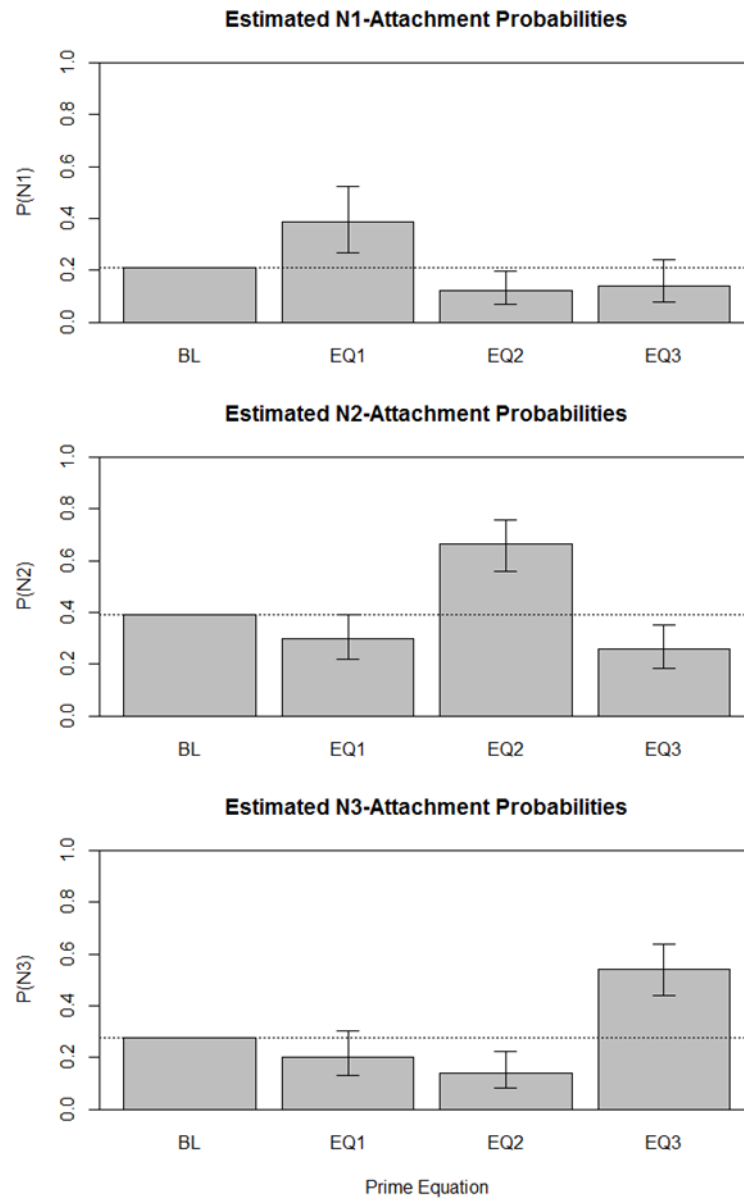 Estimated N1-Attachment Probabilities
1.0
0.8
0.6
0.4
0.2
0.0
P(N1)
BL EQ1 EQ2 EQ3
Estimated N2-Attachment Probabilities
1.0
0.8
0.6
0.4
0.2
0.0
P(N2)
BL EQ1 EQ2 EQ3
Estimated N3-Attachment Probabilities
1.0
0.8
0.6
0.4
0.2
0.0
P(N3)
BL EQ1 EQ2 EQ3
Prime Equation